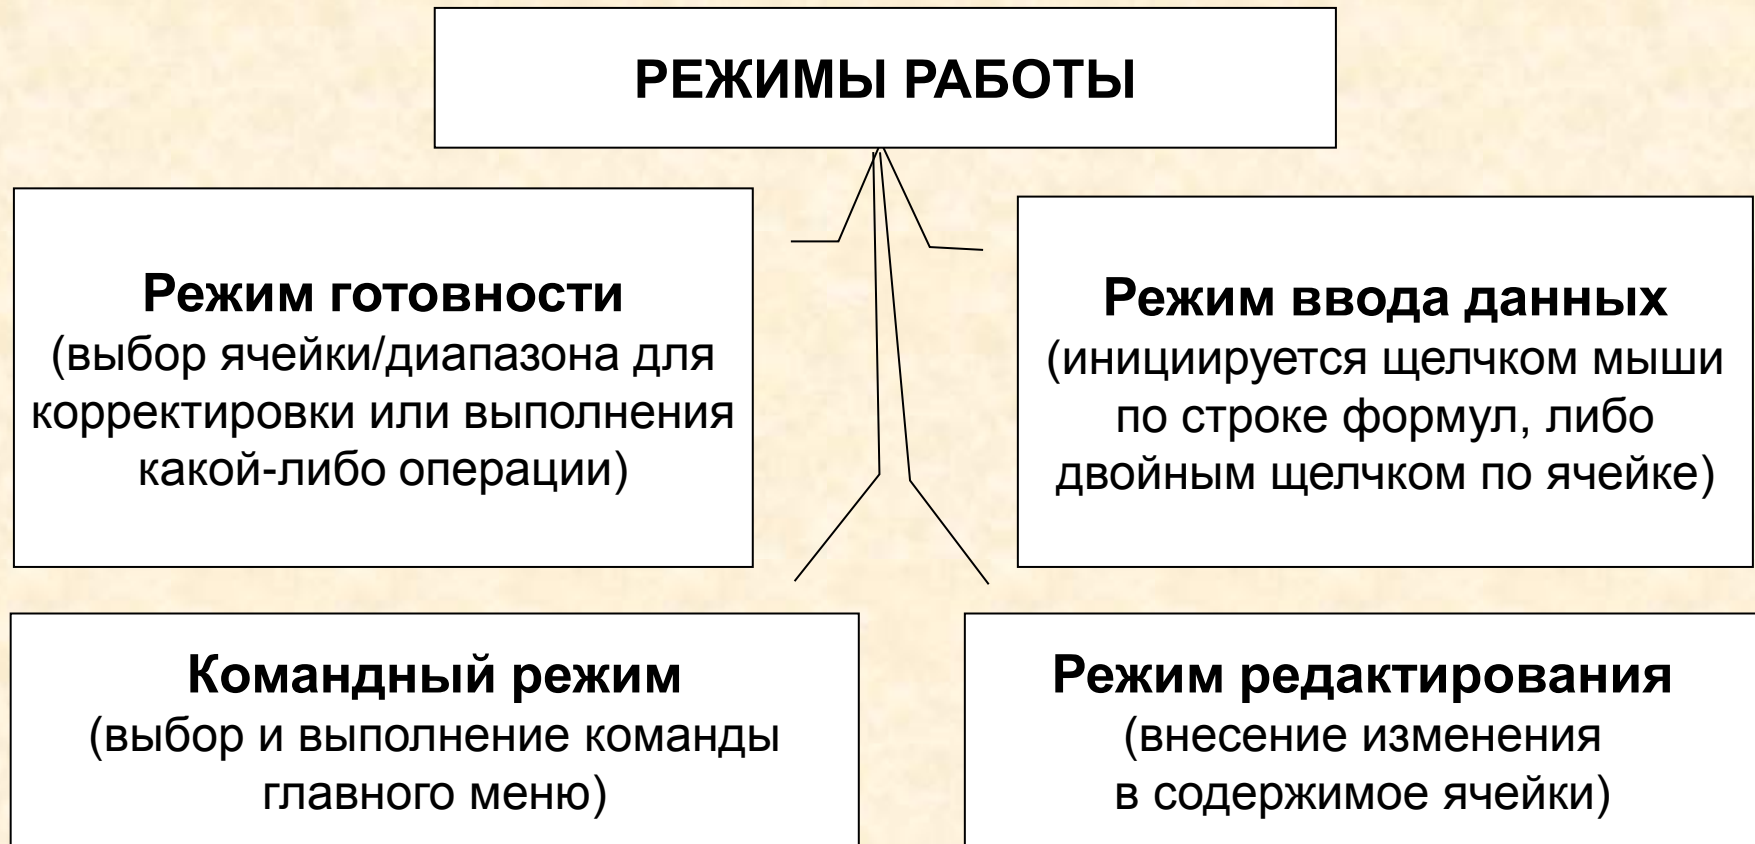 РЕЖИМЫ РАБОТЫ
Режим готовности
(выбор ячейки/диапазона для
корректировки или выполнения
какой-либо операции)
Режим ввода данных
(инициируется щелчком мыши
по строке формул, либо
двойным щелчком по ячейке)
Командный режим
(выбор и выполнение команды
главного меню)
Режим редактирования
(внесение изменения
в содержимое ячейки)